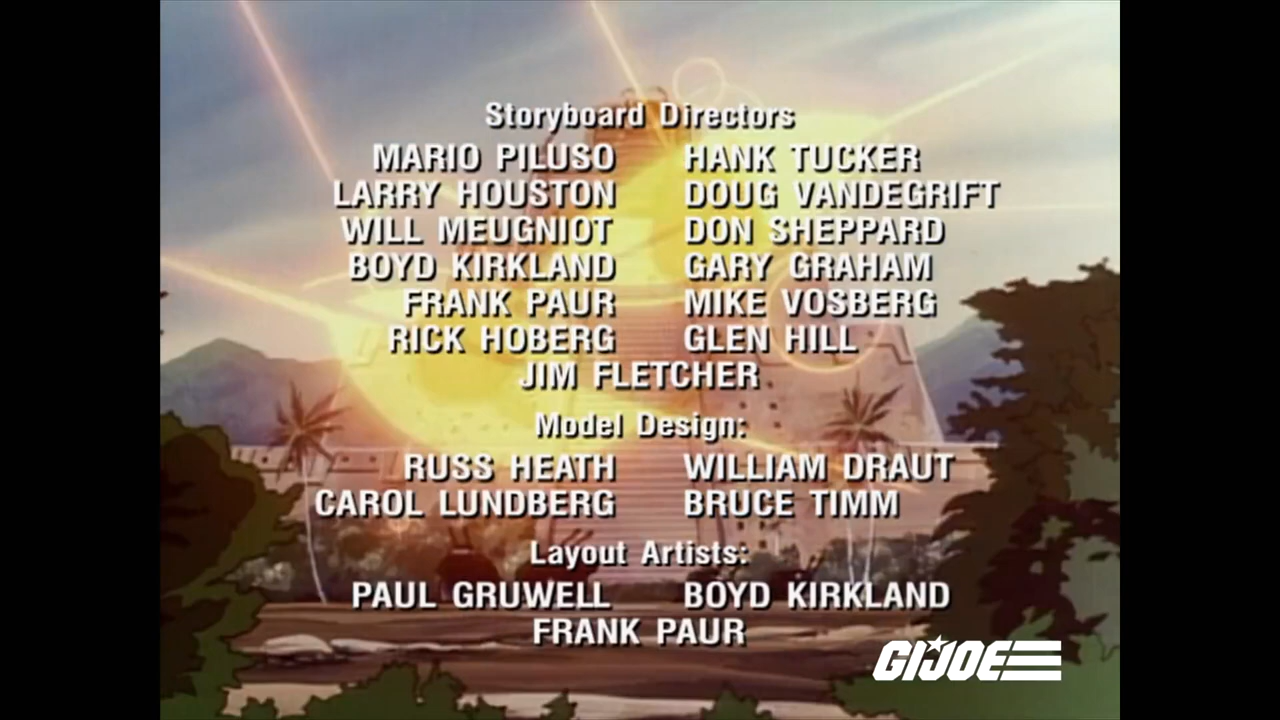 Storyboard Directors
MARIO PILUSO HANK TUCKER
LARRY HOUSTON DOUG VANDEGRIFT
WILL MEUGNIOT DON SHEPPARD
BOYD KIRKLAND GARY GRAHAM
FRANK PAUR MIKE VOSBERG
RICK HOBERG GLEN HILL
JIM FLETCHER
Model Design:
RUSS HEATH WILLIAM DRAUT
CAROL LUNDBERG BRUCE TIMM
Layout Artists:
PAUL GRUWELL BOYD KIRKLAND
FRANK PAUR
GIJOE